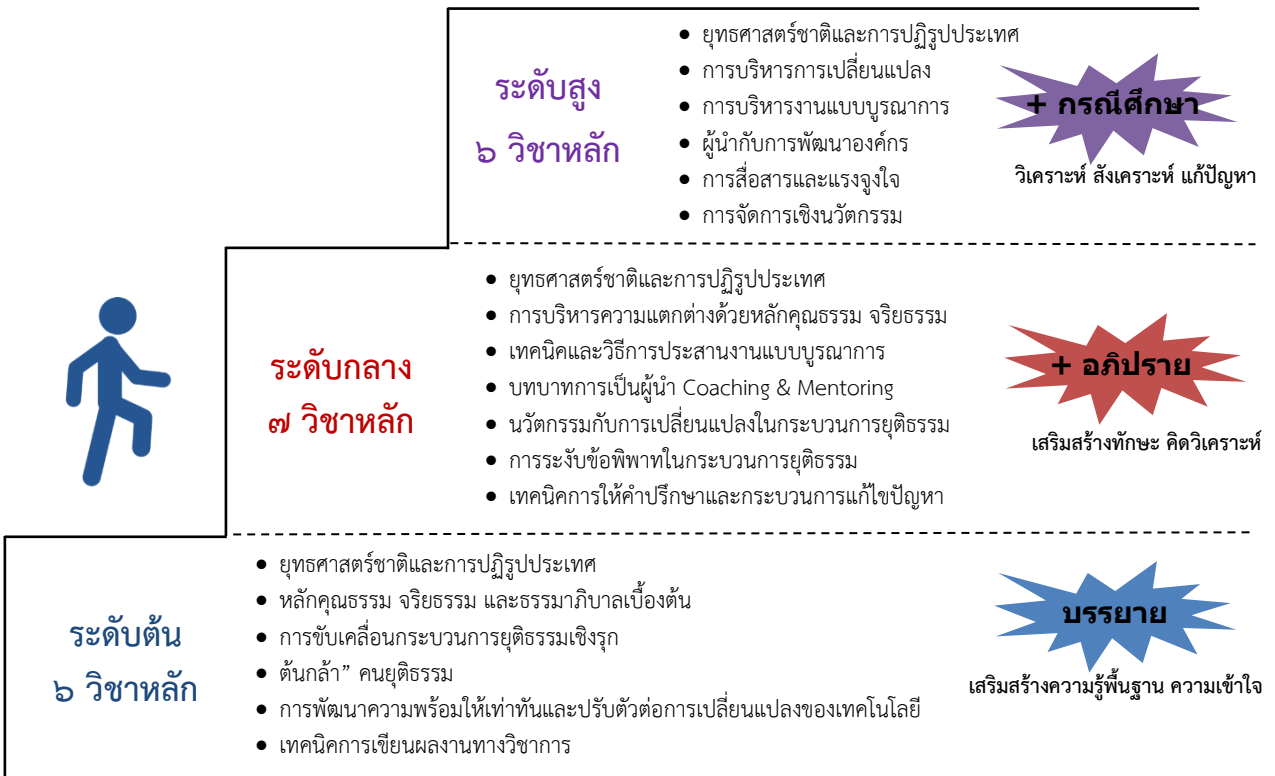 ระดับสูง
๖ วิชาหลัก
● ยุทธศาสตร์ชาติและการปฏิรูปประเทศ
● การบริหารการเปลี่ยนแปลง
● การบริหารงานแบบบูรณาการ
● ผู้นำกับการพัฒนาองค์กร
● การสื่อสารและแรงจูงใจ
● การจัดการเชิงนวัตกรรม
+ กรณีศึกษา
วิเคราะห์ สังเคราะห์ แก้ปัญหา
ระดับกลาง
๗ วิชาหลัก
● ยุทธศาสตร์ชาติและการปฏิรูปประเทศ
● การบริหารความแตกต่างด้วยหลักคุณธรรม จริยธรรม
● เทคนิคและวิธีการประสานงานแบบบูรณาการ
● บทบาทการเป็นผู้นำ Coaching & Mentoring
● นวัตกรรมกับการเปลี่ยนแปลงในกระบวนการยุติธรรม
● การระงับข้อพิพาทในกระบวนการยุติธรรม
● เทคนิคการให้คำปรึกษาและกระบวนการแก้ไขปัญหา
+ อภิปราย
เสริมสร้างทักษะ คิดวิเคราะห์
ระดับต้น
๖ วิชาหลัก
● ยุทธศาสตร์ชาติและการปฏิรูปประเทศ
● หลักคุณธรรม จริยธรรม และธรรมาภิบาลเบื้องต้น
● การขับเคลื่อนกระบวนการยุติธรรมเชิงรุก
● ต้นกล้า” คนยุติธรรม
● การพัฒนาความพร้อมให้เท่าทันและปรับตัวต่อการเปลี่ยนแปลงของเทคโนโลยี
● เทคนิคการเขียนผลงานทางวิชาการ
บรรยาย
เสริมสร้างความรู้พื้นฐาน ความเข้าใจ